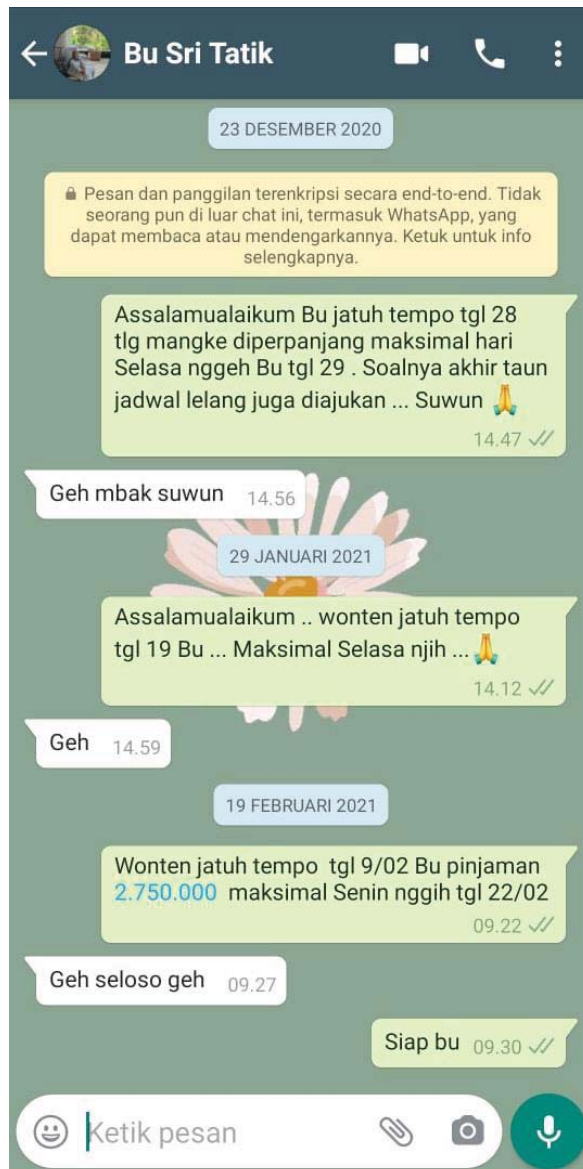 Bu Sri Tatik
23 DESEMBER 2020
Pesan dan panggilan terenkripsi secara end-to-end. Tidak
seorang pun di luar chat ini, termasuk WhatsApp, yang
dapat membaca atau mendengarkannya. Ketuk untuk info
selengkapnya.
Assalamualaikum Bu jatuh tempo tgl 28
tlg mangke diperpanjang maksimal hari
Selasa nggeh Bu tgl 29 . Soalnya akhir taun
jadwal lelang juga diajukan ... Suwun 🙏
14.47
Geh mbak suwun 14.56
29 JANUARI 2021
Assalamualaikum .. wonten jatuh tempo
tgl 19 Bu ... Maksimal Selasa njih ... 🙏
14.12
Geh 14.59
19 FEBRUARI 2021
Wonten jatuh tempo tgl 9/02 Bu pinjaman
2.750.000 maksimal Senin nggih tgl 22/02
09.22
Geh seloso geh 09.27
Siap bu 09.30
Ketik pesan